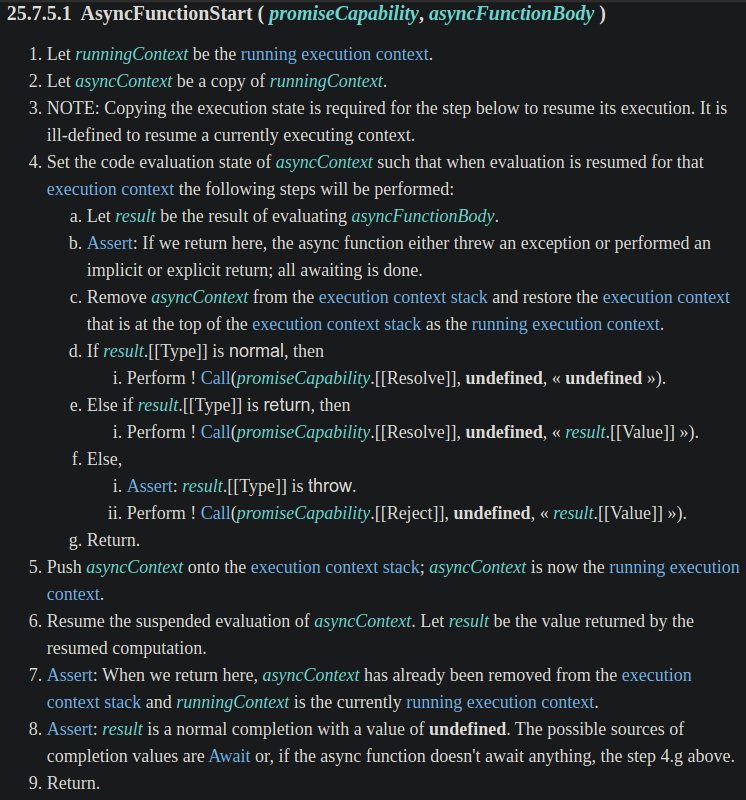 25.7.5.1 AsyncFunctionStart ( promiseCapability, asyncFunctionBody )
1. Let runningContext be the running execution context.
2. Let asyncContext be a copy of runningContext.
3. NOTE: Copying the execution state is required for the step below to resume its execution. It is
ill-defined to resume a currently executing context.
4. Set the code evaluation state of asyncContext such that when evaluation is resumed for that
execution context the following steps will be performed:
a. Let result be the result of evaluating asyncFunctionBody.
b. Assert: If we return here, the async function either threw an exception or performed an
implicit or explicit return; all awaiting is done.
c. Remove asyncContext from the execution context stack and restore the execution context
that is at the top of the execution context stack as the running execution context.
d. If result.[[Type]] is normal, then
i. Perform ! Call(promiseCapability.[[Resolve]], undefined, « undefined »).
e. Else if result.[[Type]] is return, then
i. Perform ! Call(promiseCapability.[[Resolve]], undefined, « result.[[Value]] »).
f. Else,
i. Assert: result.[[Type]] is throw.
ii. Perform ! Call(promiseCapability.[[Reject]], undefined, « result.[[Value]] »).
g. Return.
5. Push asyncContext onto the execution context stack; asyncContext is now the running execution
context.
6. Resume the suspended evaluation of asyncContext. Let result be the value returned by the
resumed computation.
7. Assert: When we return here, asyncContext has already been removed from the execution
context stack and runningContext is the currently running execution context.
8. Assert: result is a normal completion with a value of undefined. The possible sources of
completion values are Await or, if the async function doesn't await anything, the step 4.g above.
9. Return.